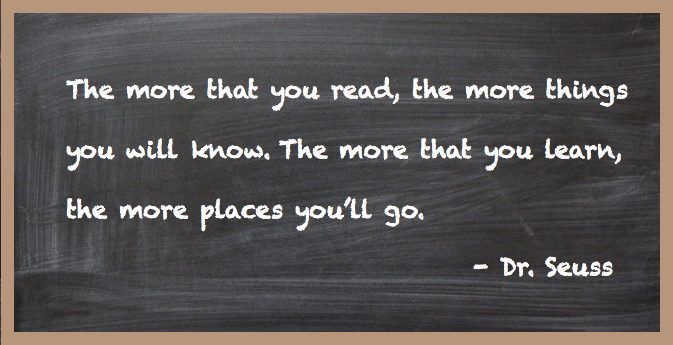 The more that you read, the more things
you will know. The more that you learn,
the more places you'll go.
- Dr. Seuss